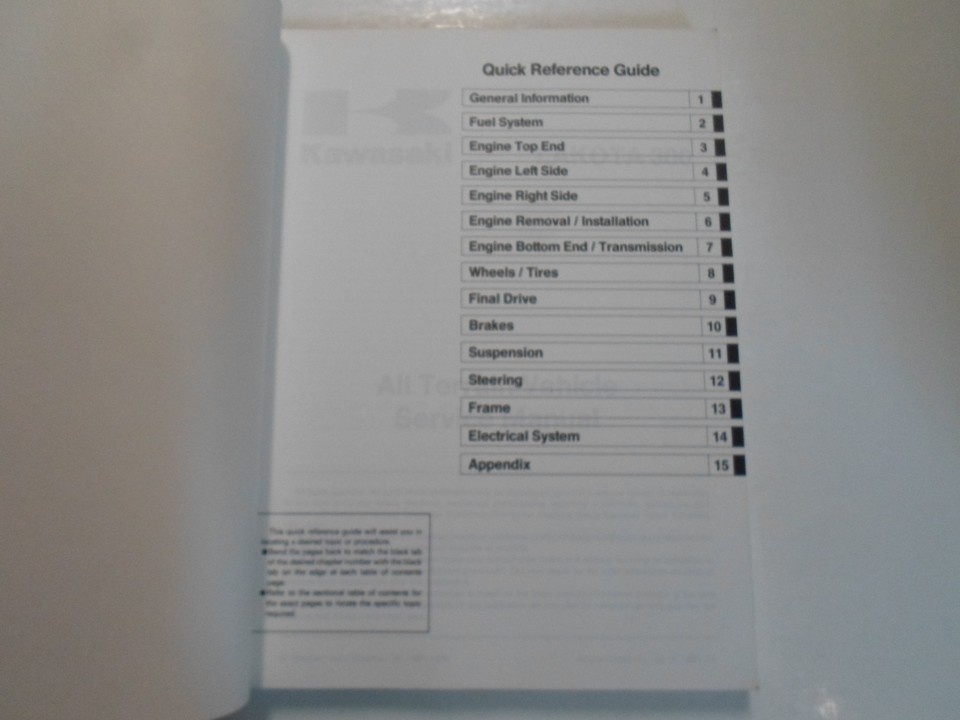 Quick Reference Guide
General Information 1
Fuel System 2
Engine Top End 3
Engine Left Side 4
Engine Right Side 5
Engine Removal / Installation 6
Engine Bottom End / Transmission 7
Wheels / Tires 8
Final Drive 9
Brakes 10
Suspension 11
Steering 12
Frame 13
Electrical System 14
Appendix 15
Kawasaki
All Terrain Vehicle
Service Manual
This quick reference guide will assist you in
locating a desired topic or procedure.
■Bend the pages back to match the black tab
of the desired chapter number with the black
tab on the edge at each table of contents
page.
■Refer to the sectional table of contents for
the exact pages to locate the specific topic
required.